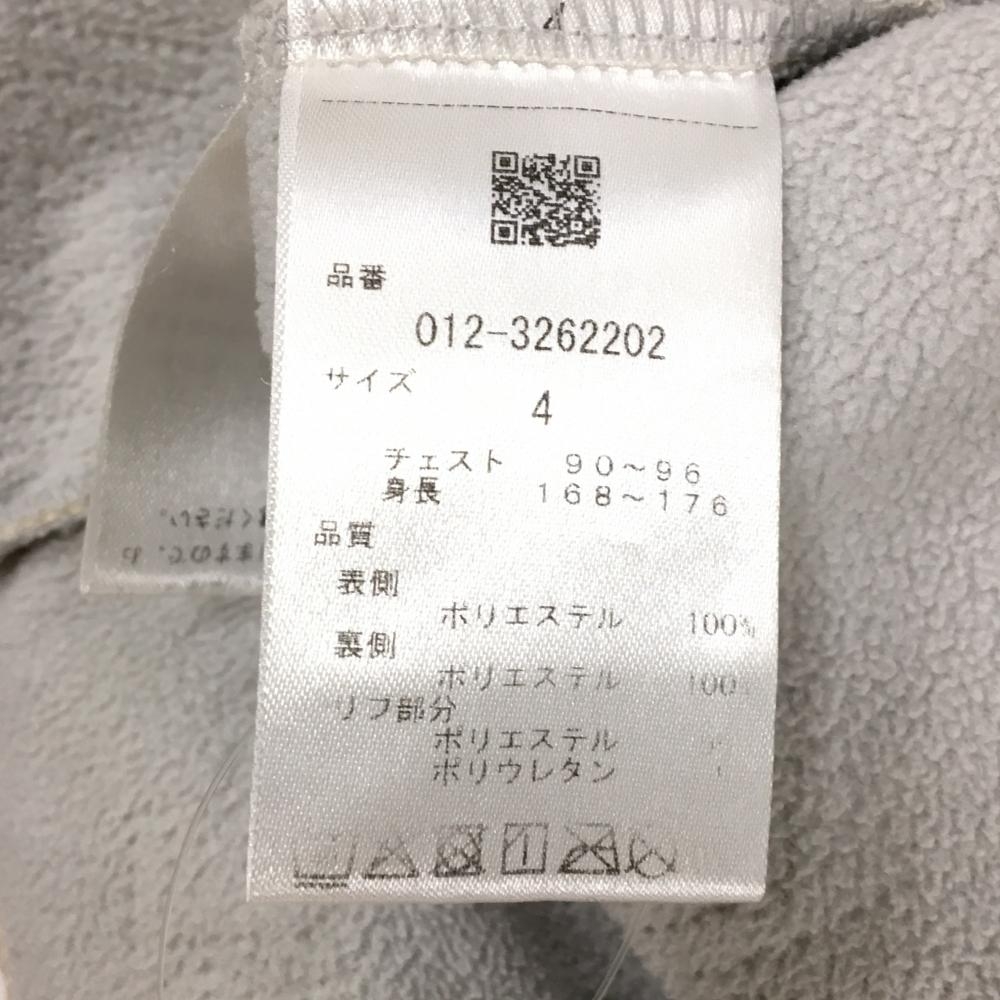 品番
012-3262202
サイズ
4
チェスト 90~96
身長 168~176
品質
表側
ポリエステル 100%
裏側
ポリエステル 100
リブ部分
ポリエステル
ポリウレタン